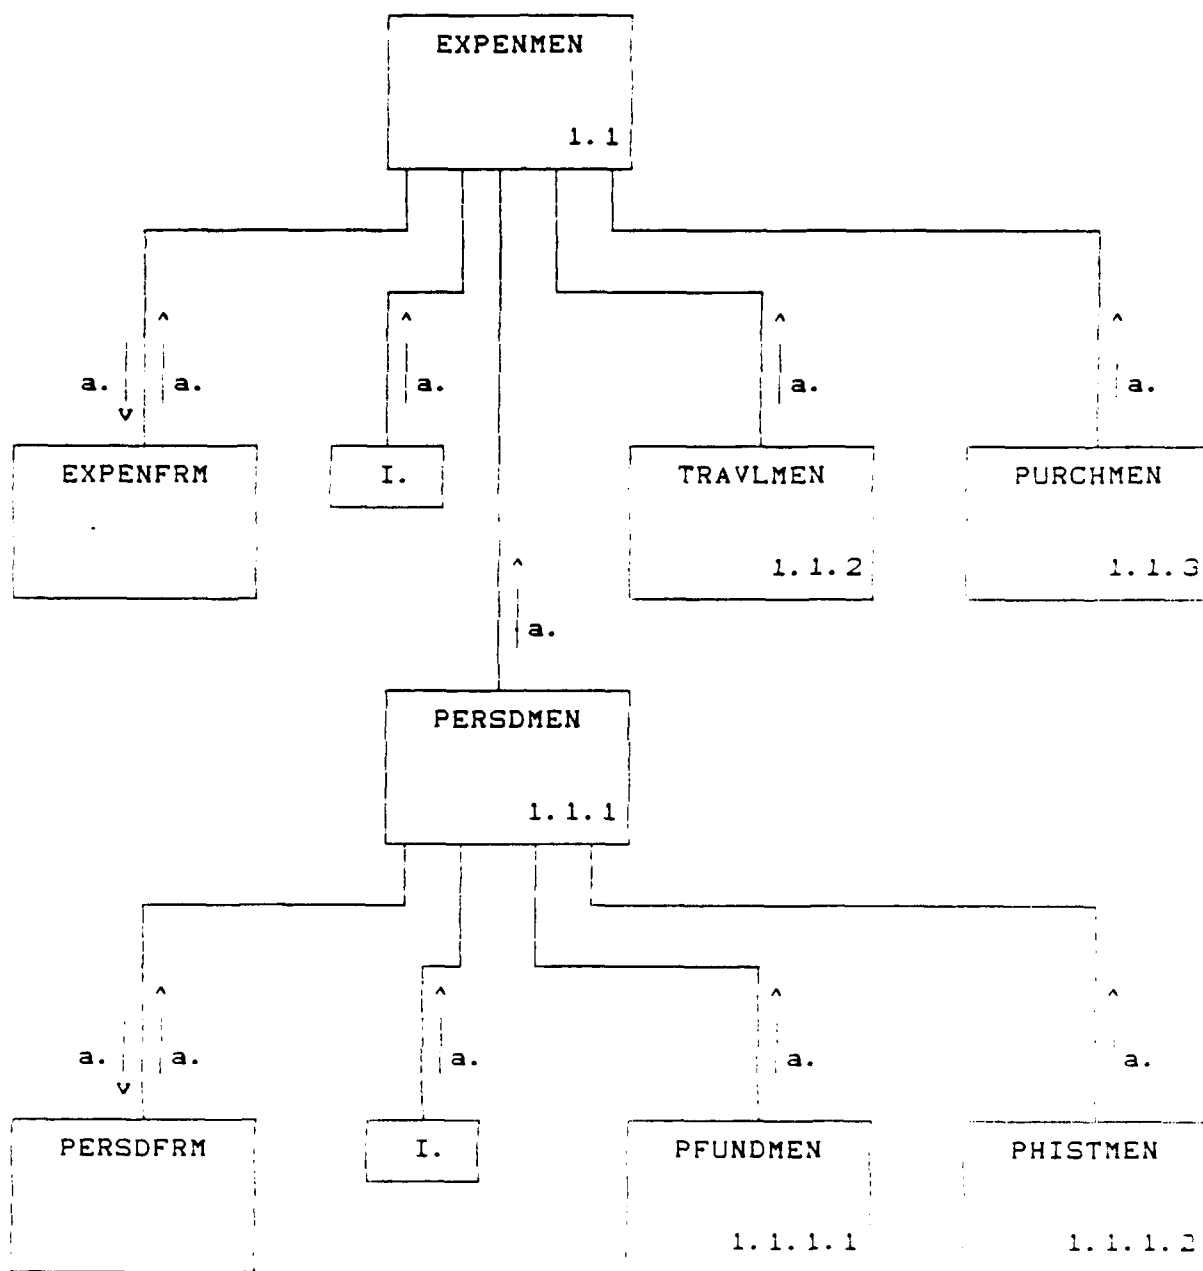 EXPENMEN
1.1
a. a. a. a. a.
EXPENFRM I. TRAVLMEN PURCHMEN
1.1.2 1.1.3
a.
PERSDMEN
1.1.1
a. a. a. a. a.
PERSDFRM I. PFUNDMEN PHISTMEN
1.1.1.1 1.1.1.2